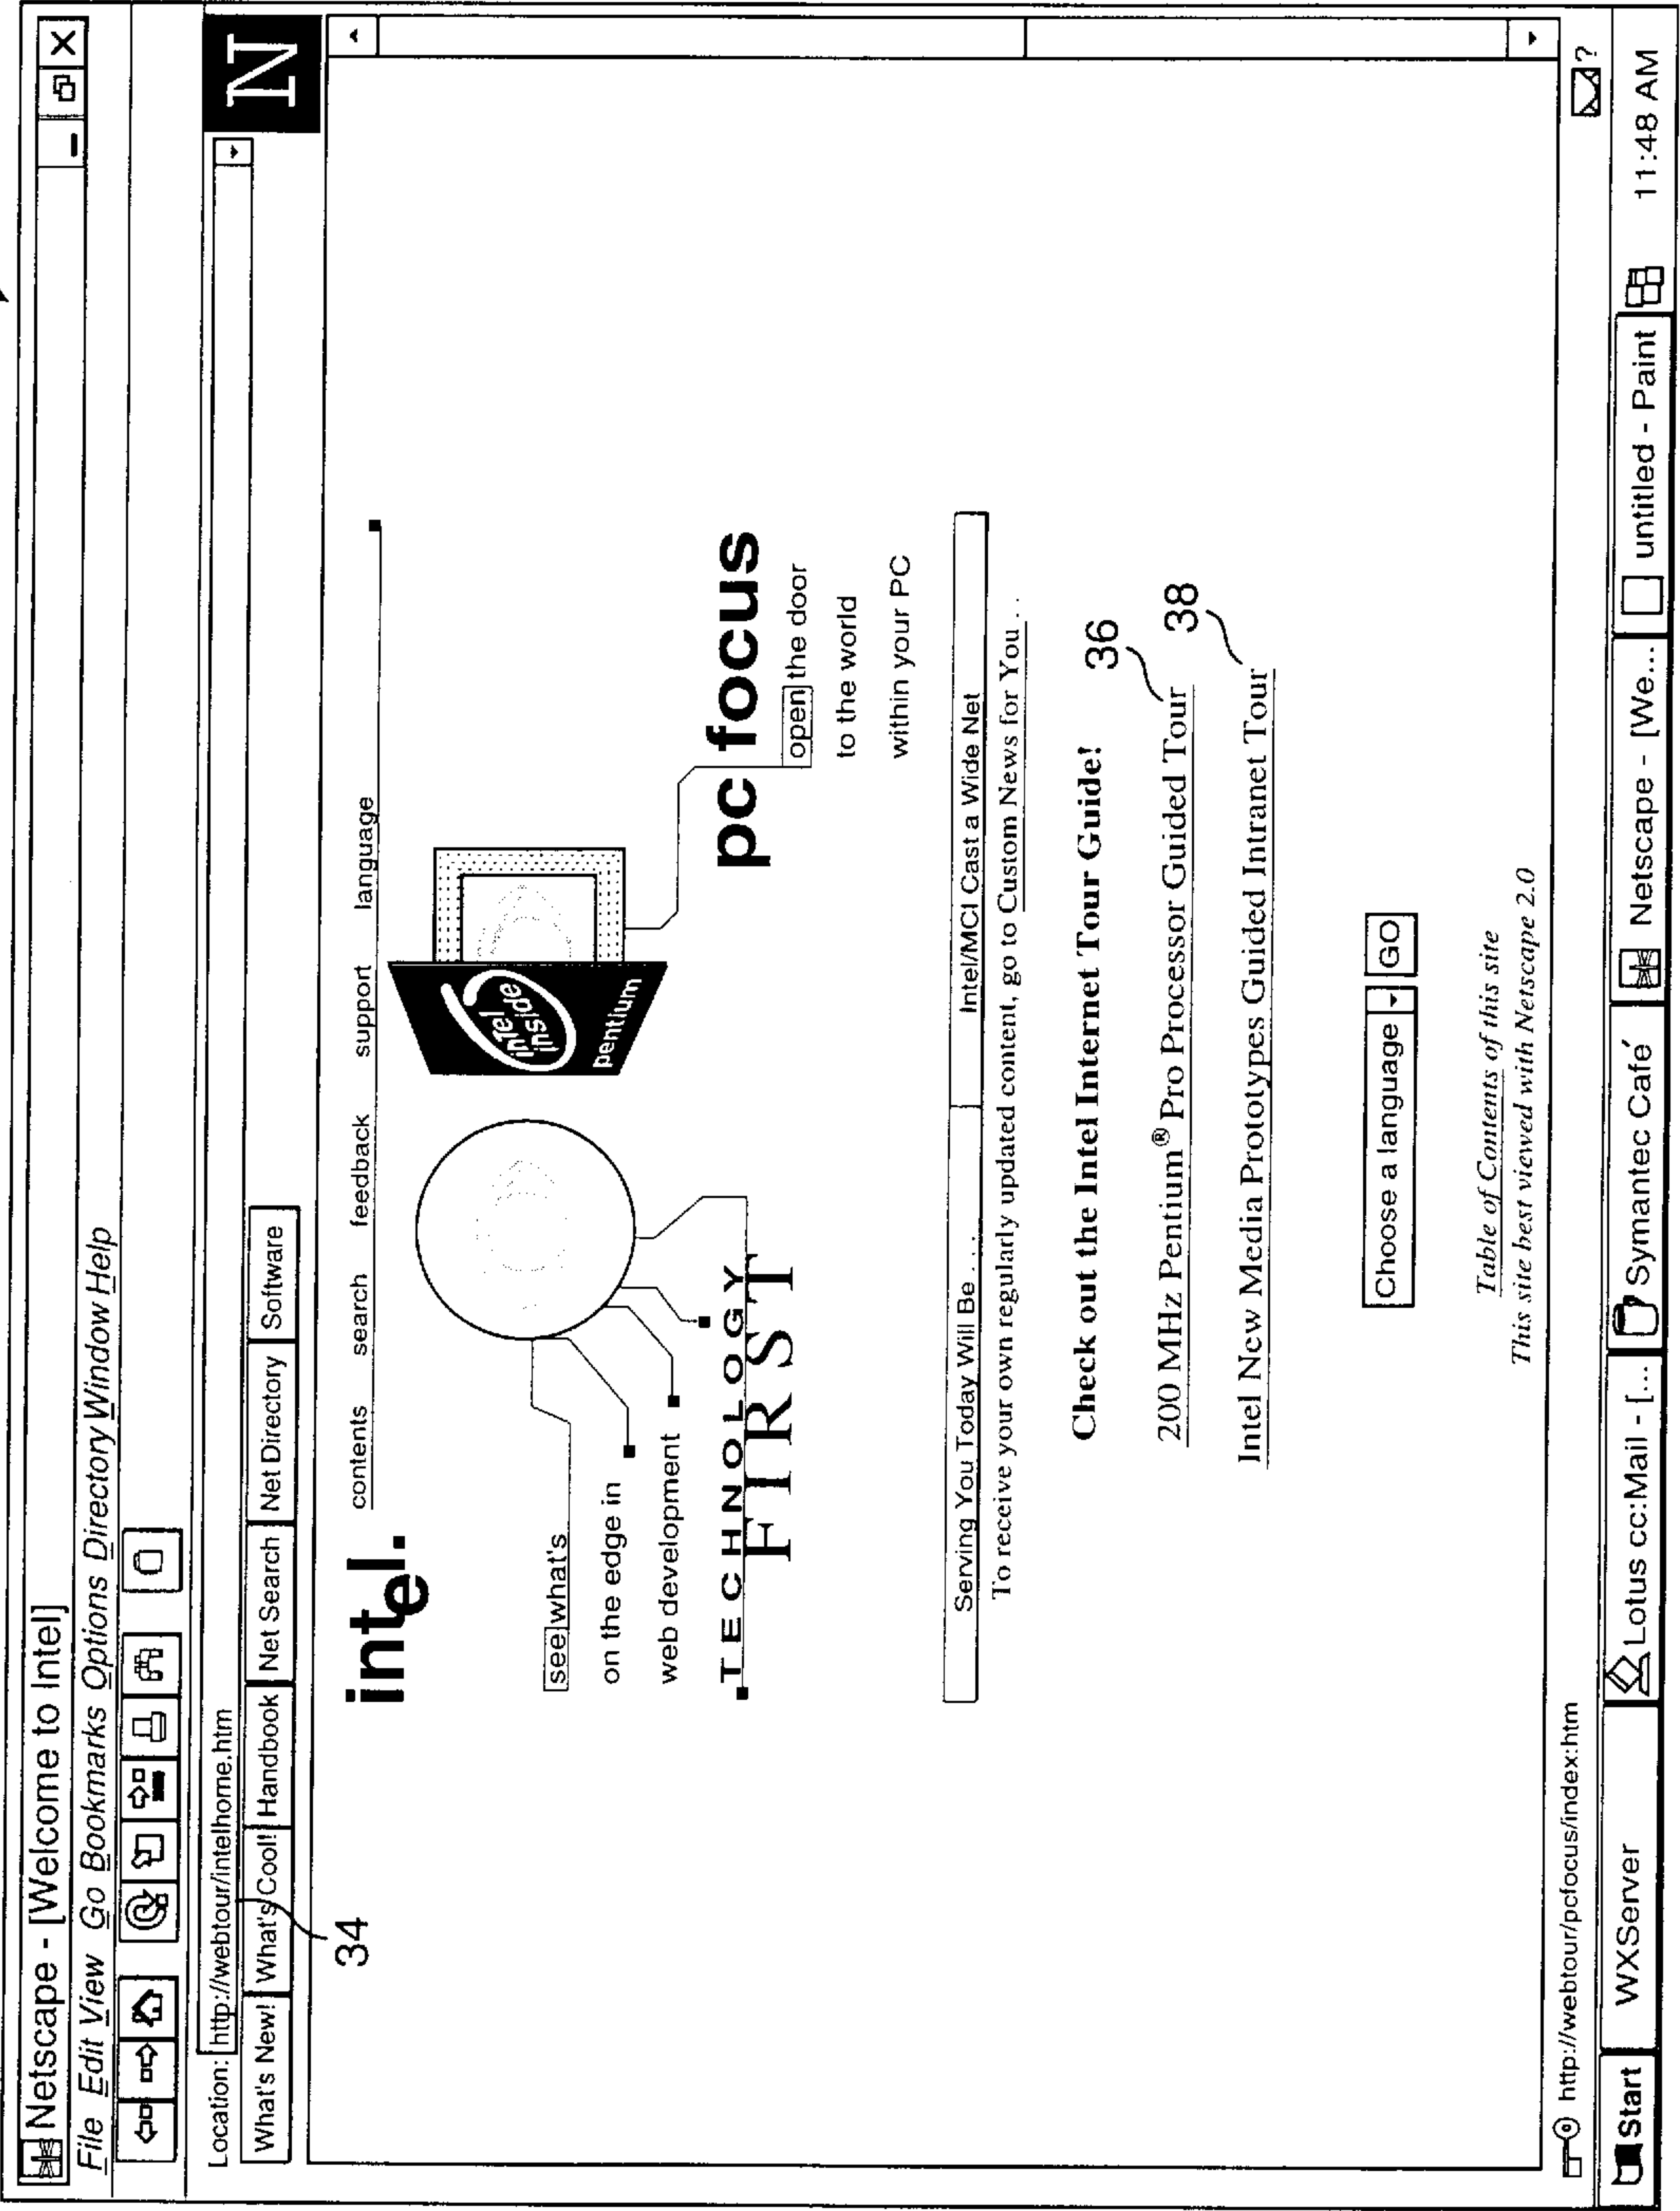 Netscape - [Welcome to Intel]
File Edit View Go Bookmarks Options Directory Window Help
Location: http://webtour/intelhome.htm
N
What's New! What's Cool! Handbook Net Search Net Directory Software
34
intel.
contents search feedback support language
see what's
on the edge in
web development
TECHNOLOGY
FIRST
intel
inside
pentium
pc focus
open the door
to the world
within your PC
Serving You Today Will Be . . . Intel/MCI Cast a Wide Net
To receive your own regularly updated content, go to Custom News for You . .
Check out the Intel Internet Tour Guide!
36
200 MHz Pentium® Pro Processor Guided Tour
38
Intel New Media Prototypes Guided Intranet Tour
Choose a language GO
Table of Contents of this site
This site best viewed with Netscape 2.0
http://webtour/pcfocus/index:htm ?
Start WXServer Lotus cc:Mail - [... Symantec Café Netscape - [We... untitled - Paint 11:48 AM